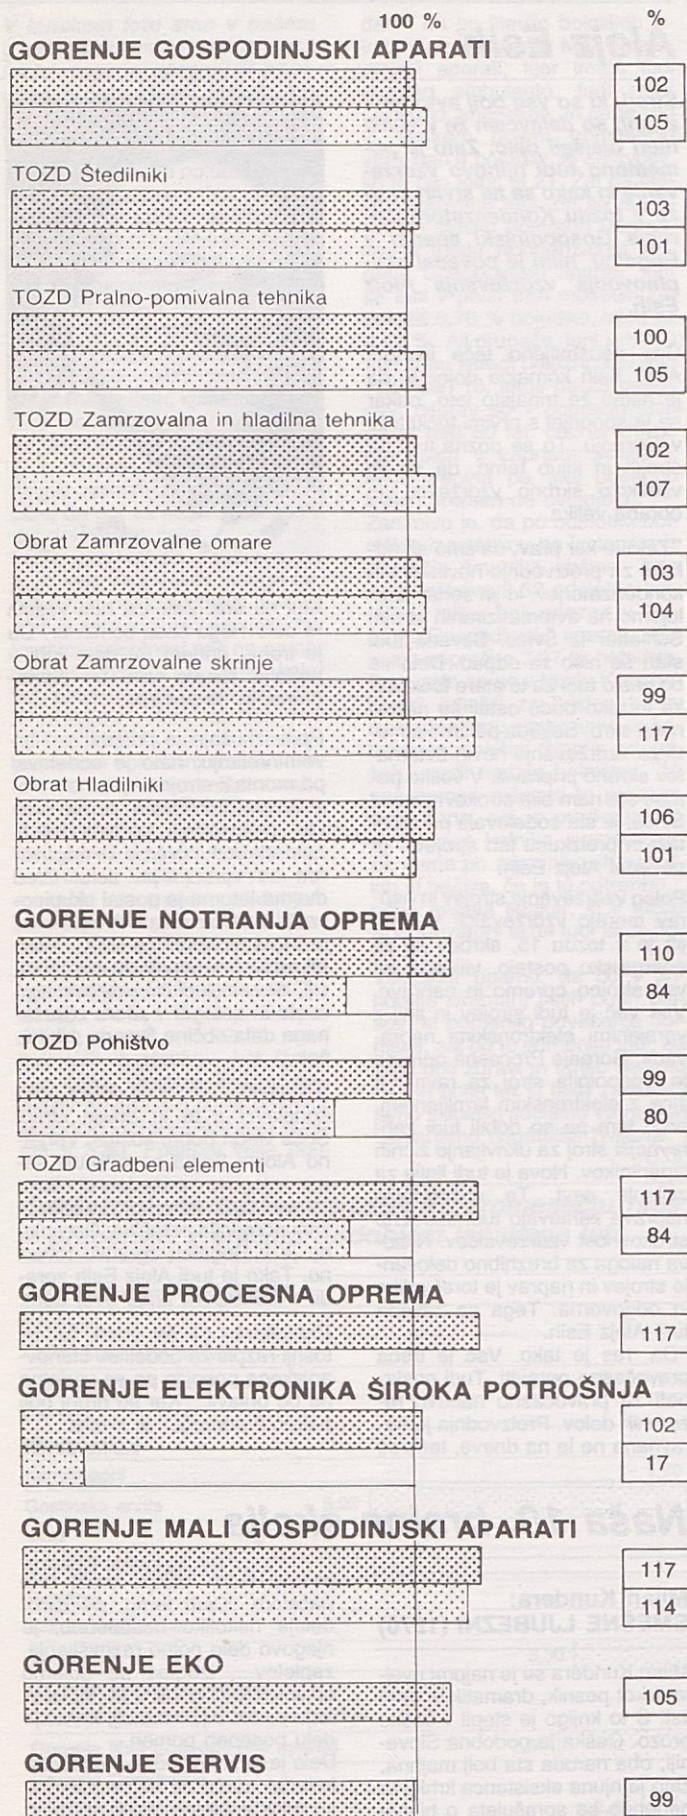 100 % %
GORENJE GOSPODINJSKI APARATI
102
105
TOZD Štedilniki
103
101
TOZD Pralno-pomivalna tehnika
100
105
TOZD Zamrzovalna in hladilna tehnika
102
107
Obrat Zamrzovalne omare
103
104
Obrat Zamrzovalne skrinje
99
117
Obrat Hladilniki
106
101
GORENJE NOTRANJA OPREMA
110
84
TOZD Pohištvo
99
80
TOZD Gradbeni elementi
117
84
GORENJE PROCESNA OPREMA
117
GORENJE ELEKTRONIKA ŠIROKA POTROŠNJA
102
17
GORENJE MALI GOSPODINJSKI APARATI
117
114
GORENJE EKO
105
GORENJE SERVIS
99